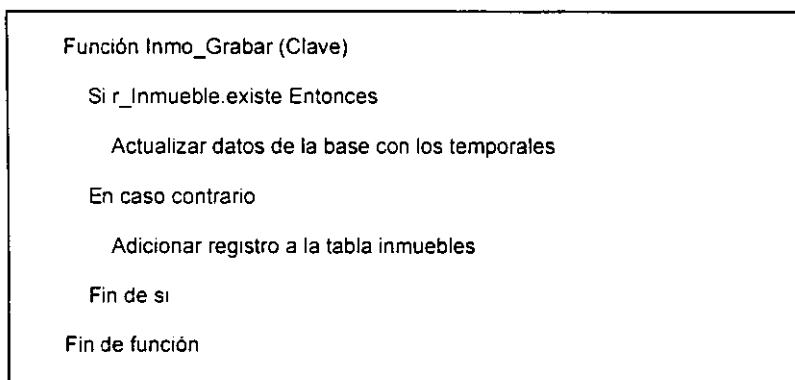 Función Inmo_Grabar (Clave)
Si r_Inmueble.existe Entonces
Actualizar datos de la base con los temporales
En caso contrario
Adicionar registro a la tabla inmuebles
Fin de si
Fin de función